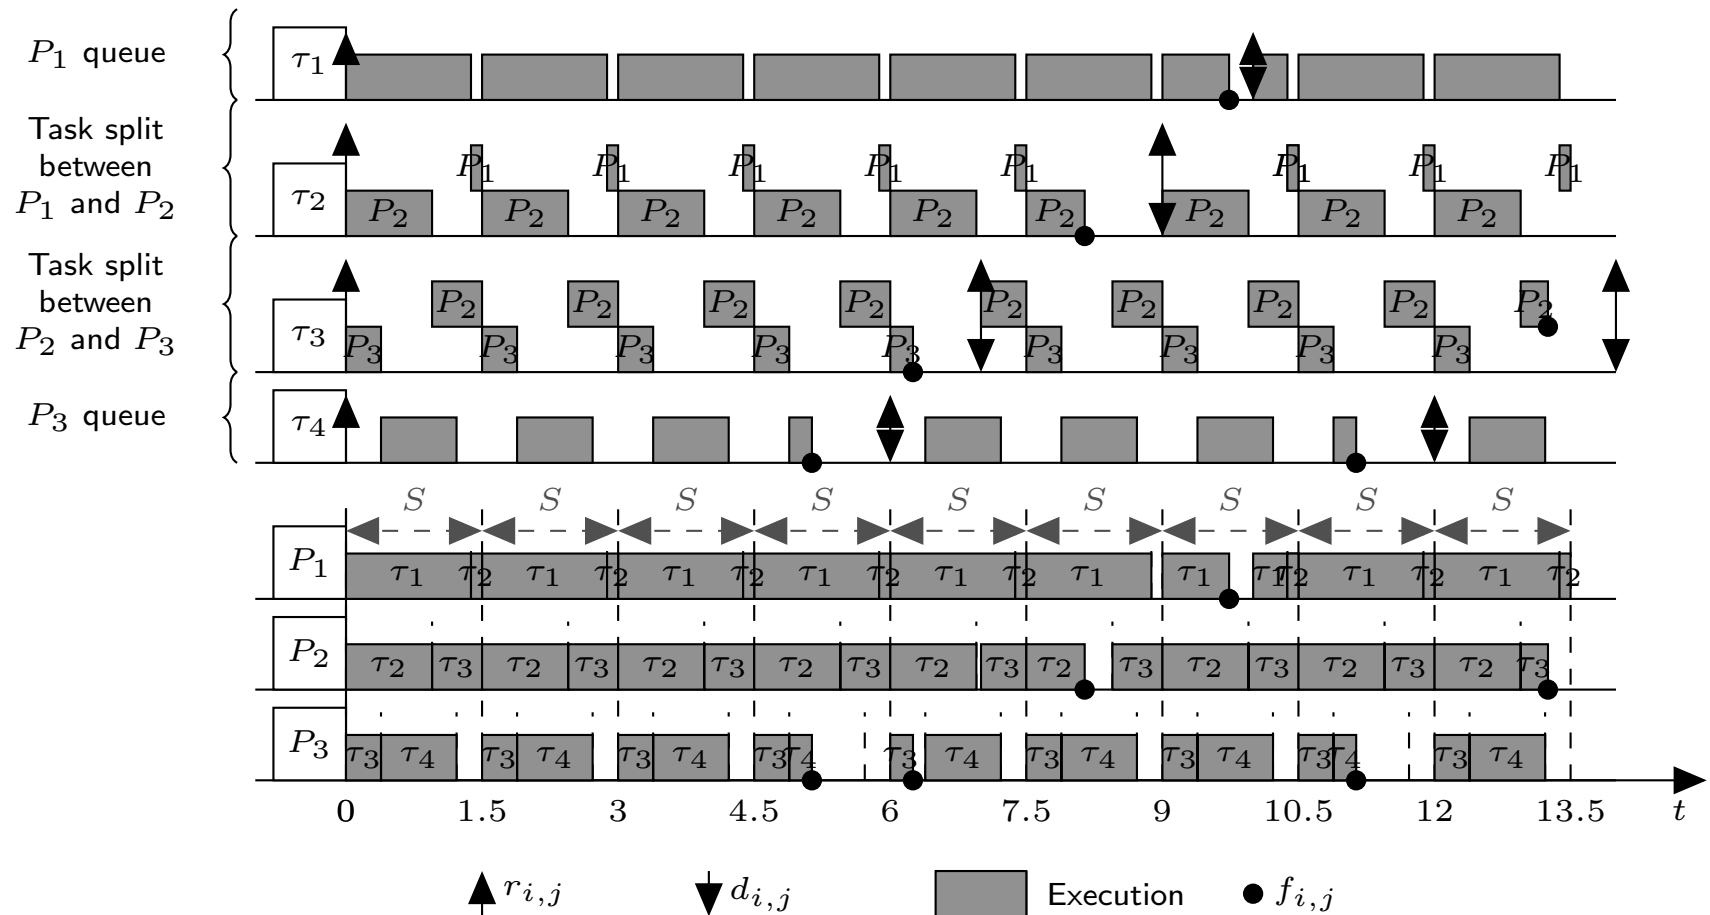 P₁ queue
τ₁
Task split
between
P₁ and P₂
τ₂
P₁ P₁ P₁ P₁ P₁ P₁ P₁ P₁
P₂ P₂ P₂ P₂ P₂ P₂ P₂ P₂ P₂
Task split
between
P₂ and P₃
τ₃
P₂ P₂ P₂ P₂ P₂ P₂ P₂ P₂ P₂
P₃ P₃ P₃ P₃ P₃ P₃ P₃ P₃ P₃
P₃ queue
τ₄
S S S S S S S S S
P₁ τ₁ τ₂ τ₁ τ₂ τ₁ τ₂ τ₁ τ₂ τ₁ τ₁ τ₁ τ₁ τ₂ τ₁ τ₂ τ₁ τ₂
P₂ τ₂ τ₃ τ₂ τ₃ τ₂ τ₃ τ₂ τ₃ τ₂ τ₃ τ₂ τ₃ τ₂ τ₃ τ₂ τ₃ τ₂ τ₃
P₃ τ₃ τ₄ τ₃ τ₄ τ₃ τ₄ τ₃ τ₄ τ₃ τ₄ τ₃ τ₄ τ₃ τ₄ τ₃ τ₄ τ₃ τ₄
0 1.5 3 4.5 6 7.5 9 10.5 12 13.5 t
rᵢ,ⱼ dᵢ,ⱼ Execution fᵢ,ⱼ